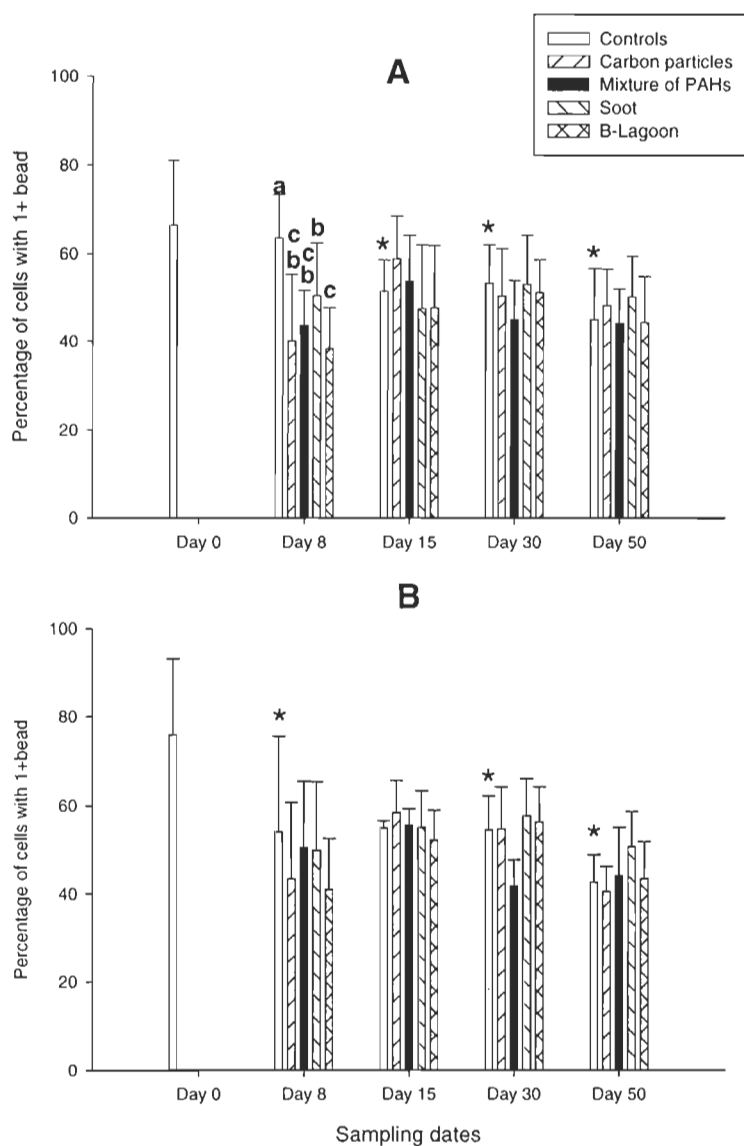 Controls
Carbon particles
Mixture of PAHs
Soot
B-Lagoon
A
100
80
60
40
20
0
Percentage of cells with 1+ bead
a
c
b
c
b
b
c
*
*
*
Day 0 Day 8 Day 15 Day 30 Day 50
B
100
80
60
40
20
0
Percentage of cells with 1+bead
*
*
*
Day 0 Day 8 Day 15 Day 30 Day 50
Sampling dates